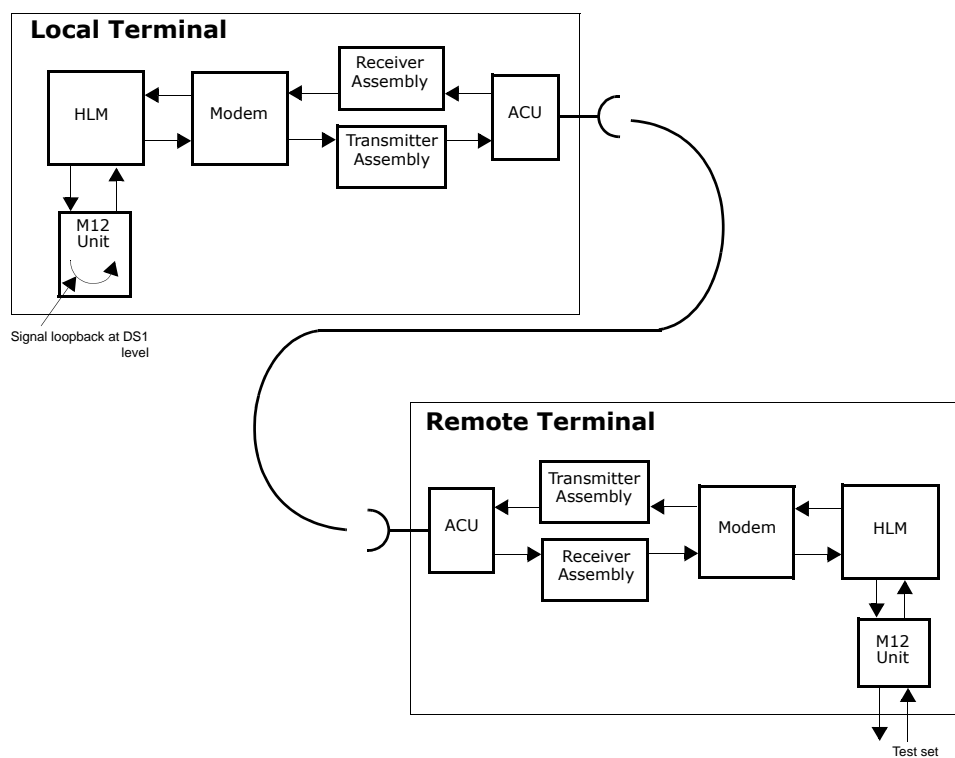 Local Terminal
Receiver
Assembly
HLM
Modem
ACU
Transmitter
Assembly
M12
Unit
Signal loopback at DS1
level
Remote Terminal
Transmitter
Assembly
ACU
Modem
HLM
Receiver
Assembly
M12
Unit
Test set